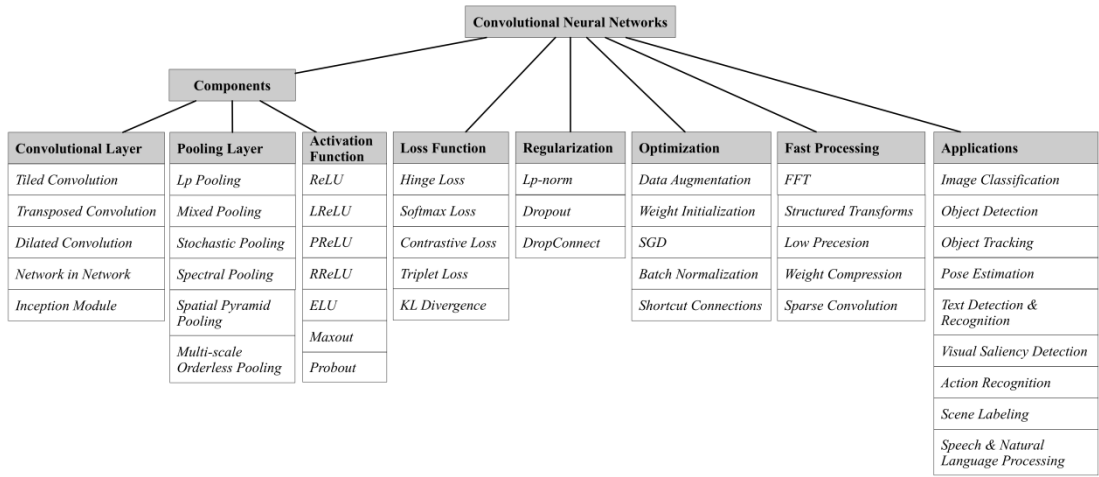 Convolutional Neural Networks
Components
Convolutional Layer
Tiled Convolution
Transposed Convolution
Dilated Convolution
Network in Network
Inception Module
Pooling Layer
Lp Pooling
Mixed Pooling
Stochastic Pooling
Spectral Pooling
Spatial Pyramid
Pooling
Multi-scale
Orderless Pooling
Activation
Function
ReLU
LReLU
PReLU
RReLU
ELU
Maxout
Probout
Loss Function
Hinge Loss
Softmax Loss
Contrastive Loss
Triplet Loss
KL Divergence
Regularization
Lp-norm
Dropout
DropConnect
Optimization
Data Augmentation
Weight Initialization
SGD
Batch Normalization
Shortcut Connections
Fast Processing
FFT
Structured Transforms
Low Precesion
Weight Compression
Sparse Convolution
Applications
Image Classification
Object Detection
Object Tracking
Pose Estimation
Text Detection &
Recognition
Visual Saliency Detection
Action Recognition
Scene Labeling
Speech & Natural
Language Processing